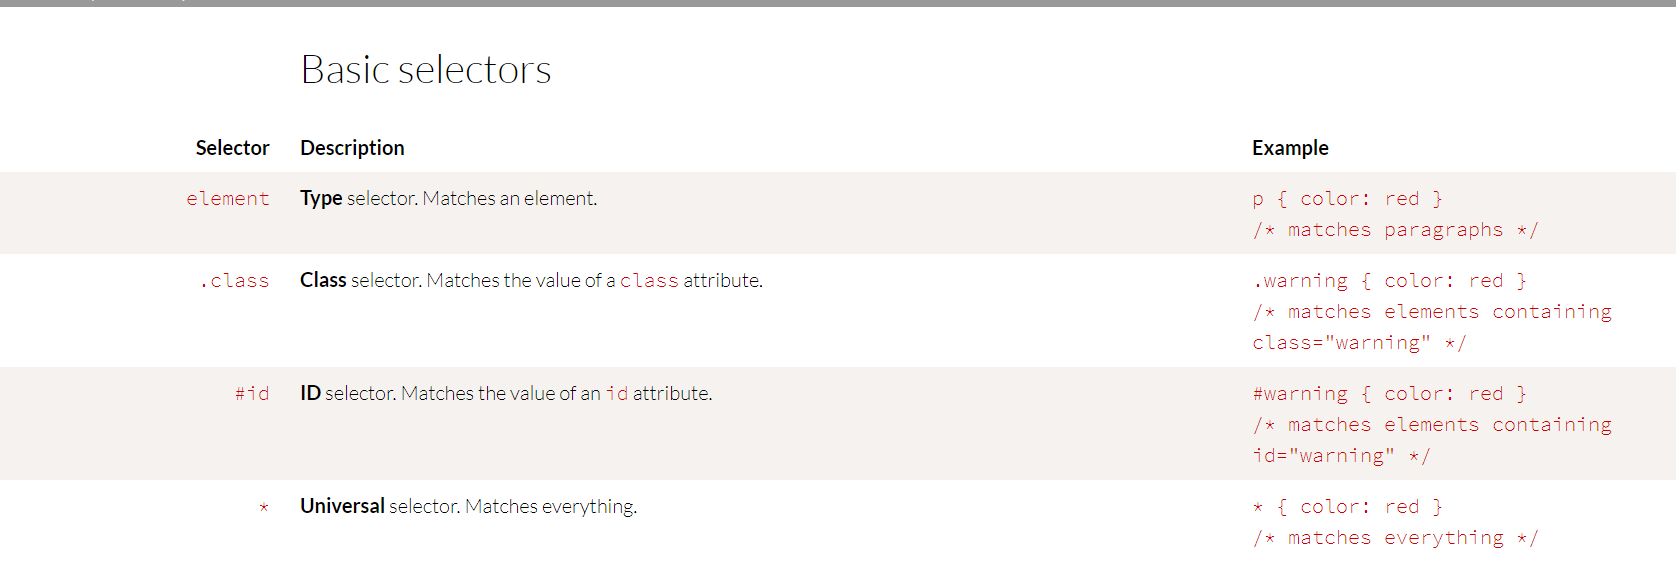 Basic selectors
Selector Description Example
element Type selector. Matches an element. p { color: red }
/* matches paragraphs */
.class Class selector. Matches the value of a class attribute. .warning { color: red }
/* matches elements containing
class="warning" */
#id ID selector. Matches the value of an id attribute. #warning { color: red }
/* matches elements containing
id="warning" */
* Universal selector. Matches everything. * { color: red }
/* matches everything */